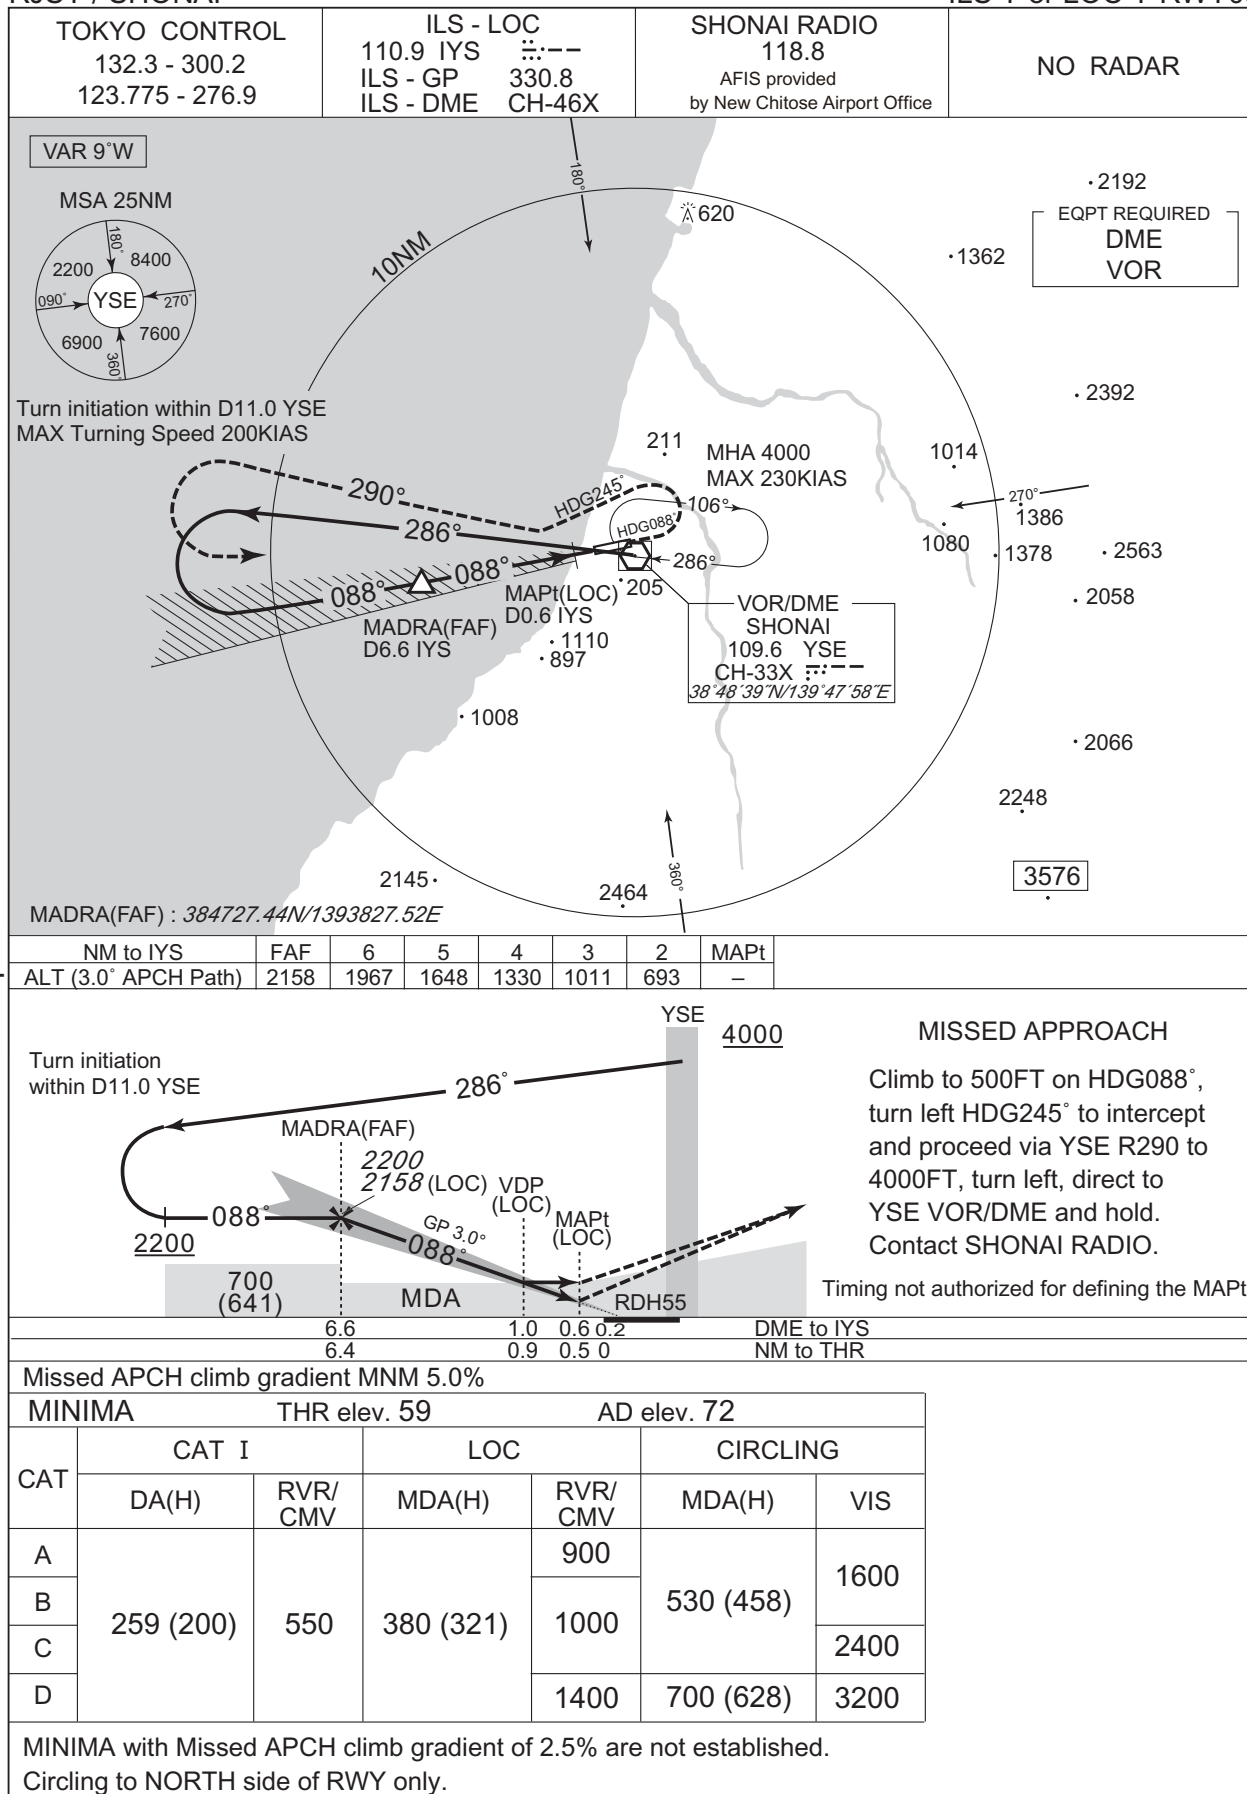 TOKYO CONTROL
132.3 - 300.2
123.775 - 276.9
ILS - LOC
110.9 IYS
ILS - GP 330.8
ILS - DME CH-46X
SHONAI RADIO
118.8
AFIS provided
by New Chitose Airport Office
NO RADAR
VAR 9°W
MSA 25NM
180°
2200
8400
090°
YSE
270°
6900
7600
360°
Turn initiation within D11.0 YSE
MAX Turning Speed 200KIAS
10NM
180°
620
2192
EQPT REQUIRED
DME
VOR
1362
2392
211
MHA 4000
MAX 230KIAS
1014
290°
HDG245°
106°
270°
1386
286°
HDG088°
1080
1378
2563
286°
088°
088°
MAPt(LOC)
D0.6 IYS
205
2058
MADRA(FAF)
D6.6 IYS
1110
897
VOR/DME
SHONAI
109.6 YSE
CH-33X
38°48´39˝N/139°47´58˝E
1008
2066
2248
360°
2145
2464
3576
MADRA(FAF) : 384727.44N/1393827.52E
NM to IYS FAF 6 5 4 3 2 MAPt
ALT (3.0° APCH Path) 2158 1967 1648 1330 1011 693 –
YSE
4000
MISSED APPROACH
Turn initiation
within D11.0 YSE
286°
Climb to 500FT on HDG088°,
turn left HDG245° to intercept
and proceed via YSE R290 to
4000FT, turn left, direct to
YSE VOR/DME and hold.
Contact SHONAI RADIO.
MADRA(FAF)
2200
2158 (LOC)
VDP
(LOC)
MAPt
(LOC)
088°
GP 3.0°
088°
2200
700
(641)
MDA
RDH55
Timing not authorized for defining the MAPt
6.6 1.0 0.6 0.2 DME to IYS
6.4 0.9 0.5 0 NM to THR
Missed APCH climb gradient MNM 5.0%
MINIMA THR elev. 59 AD elev. 72
CAT CAT I LOC CIRCLING
DA(H) RVR/CMV MDA(H) RVR/CMV MDA(H) VIS
A 259 (200) 550 380 (321) 900 530 (458) 1600
B 1000
C 2400
D 1400 700 (628) 3200
MINIMA with Missed APCH climb gradient of 2.5% are not established.
Circling to NORTH side of RWY only.